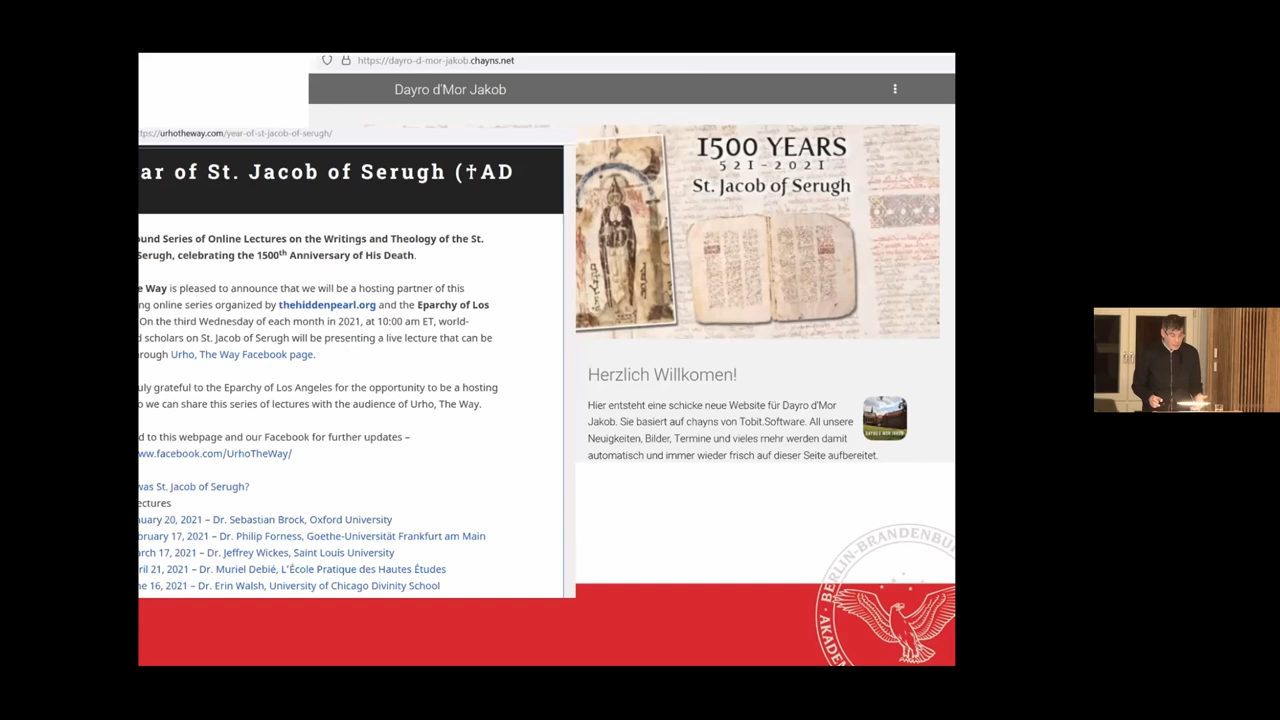 https://dayro-d-mor-jakob.chayns.net
Dayro d'Mor Jakob
tps://urhotheway.com/year-of-st-jacob-of-serugh/
ar of St. Jacob of Serugh (†AD
ound Series of Online Lectures on the Writings and Theology of the St.
Serugh, celebrating the 1500th Anniversary of His Death.
e Way is pleased to announce that we will be a hosting partner of this
ng online series organized by thehiddenpearl.org and the Eparchy of Los
On the third Wednesday of each month in 2021, at 10:00 am ET, world-
d scholars on St. Jacob of Serugh will be presenting a live lecture that can be
hrough Urho, The Way Facebook page.
uly grateful to the Eparchy of Los Angeles for the opportunity to be a hosting
o we can share this series of lectures with the audience of Urho, The Way.
d to this webpage and our Facebook for further updates –
ww.facebook.com/UrhoTheWay/
was St. Jacob of Serugh?
ectures
nuary 20, 2021 – Dr. Sebastian Brock, Oxford University
bruary 17, 2021 – Dr. Philip Forness, Goethe-Universität Frankfurt am Main
arch 17, 2021 – Dr. Jeffrey Wickes, Saint Louis University
ril 21, 2021 – Dr. Muriel Debié, L'École Pratique des Hautes Études
ne 16, 2021 – Dr. Erin Walsh, University of Chicago Divinity School
1500 YEARS
521-2021
St. Jacob of Serugh
Herzlich Willkomen!
Hier entsteht eine schicke neue Website für Dayro d'Mor
Jakob. Sie basiert auf chayns von Tobit.Software. All unsere
Neuigkeiten, Bilder, Termine und vieles mehr werden damit
automatisch und immer wieder frisch auf dieser Seite aufbereitet.
DAYRO D MOR JAKOB
BERLIN-BRANDENBU
AKADEM